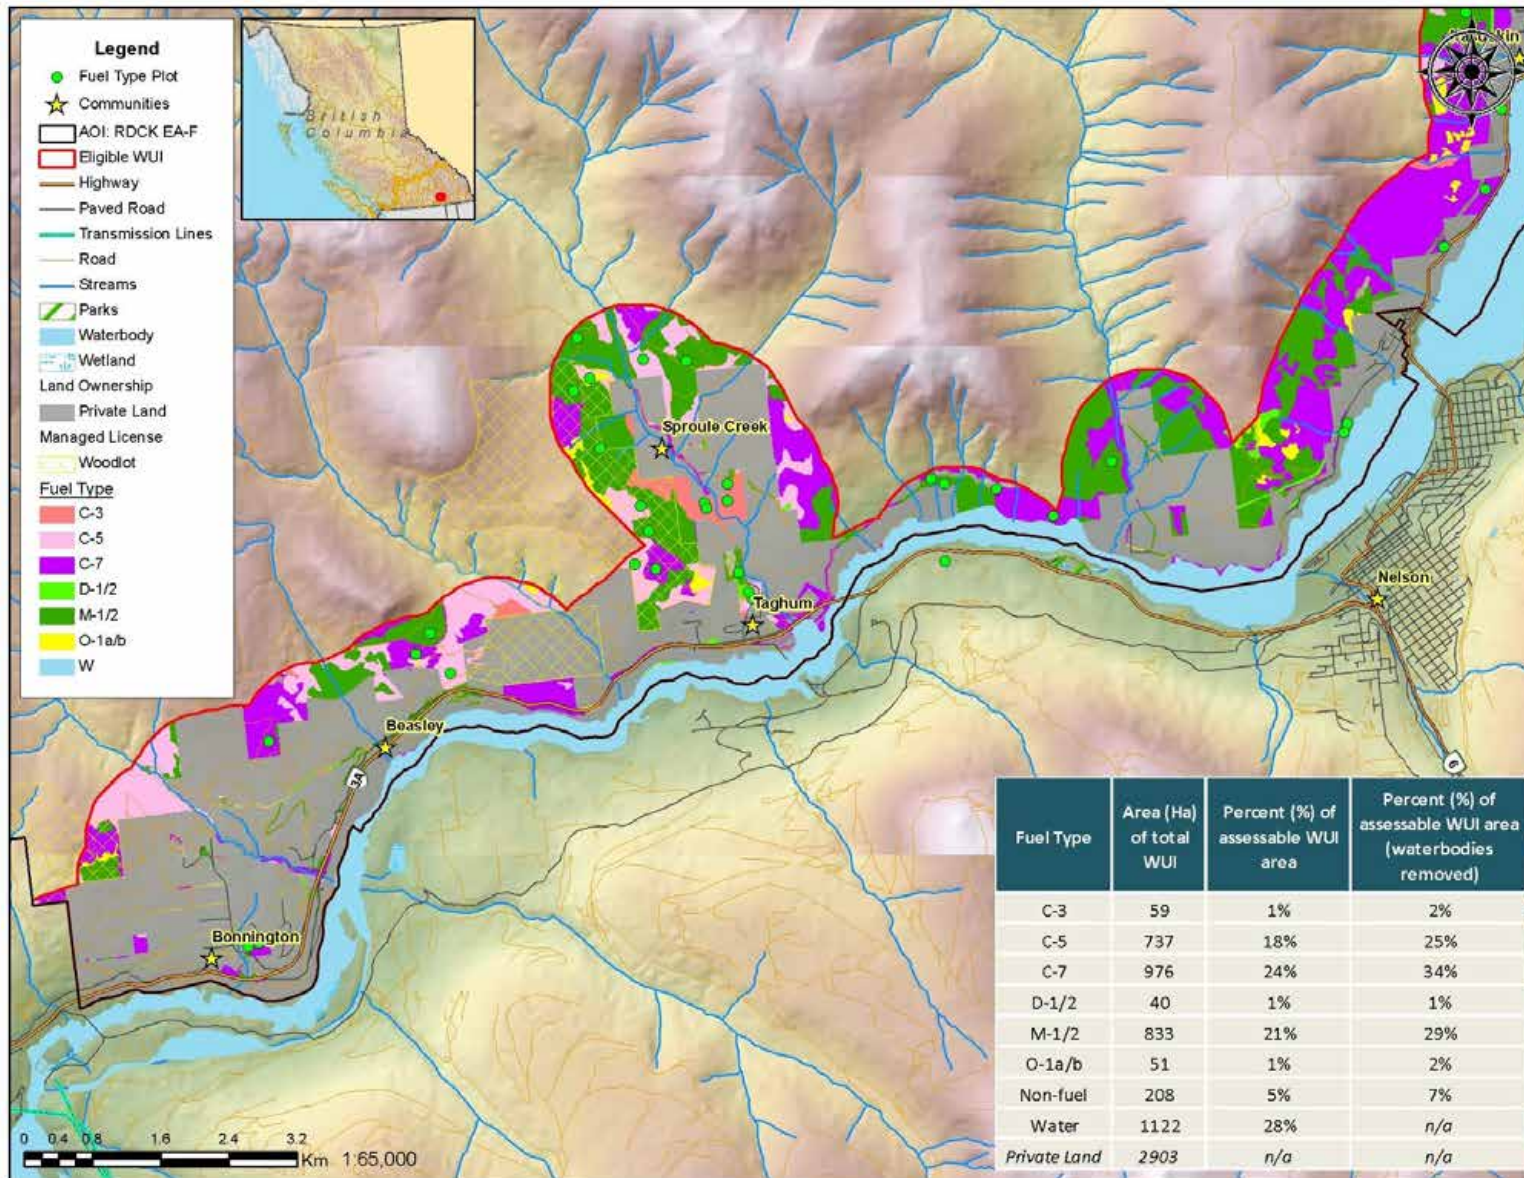 Legend
Fuel Type Plot
Communities
AOI: RDCK EA-F
Eligible WUI
Highway
Paved Road
Transmission Lines
Road
Streams
Parks
Waterbody
Wetland
Land Ownership
Private Land
Managed License
Woodlot
Fuel Type
C-3
C-5
C-7
D-1/2
M-1/2
O-1a/b
W
British
Columbia
Sproule Creek
Taghum
Nelson
Beasley
3A
6
Bonnington
0 0.4 0.8 1.6 2.4 3.2
Km 1:65,000
Fuel Type Area (Ha) of total WUI Percent (%) of assessable WUI area Percent (%) of assessable WUI area (waterbodies removed)
C-3 59 1% 2%
C-5 737 18% 25%
C-7 976 24% 34%
D-1/2 40 1% 1%
M-1/2 833 21% 29%
O-1a/b 51 1% 2%
Non-fuel 208 5% 7%
Water 1122 28% n/a
Private Land 2903 n/a n/a